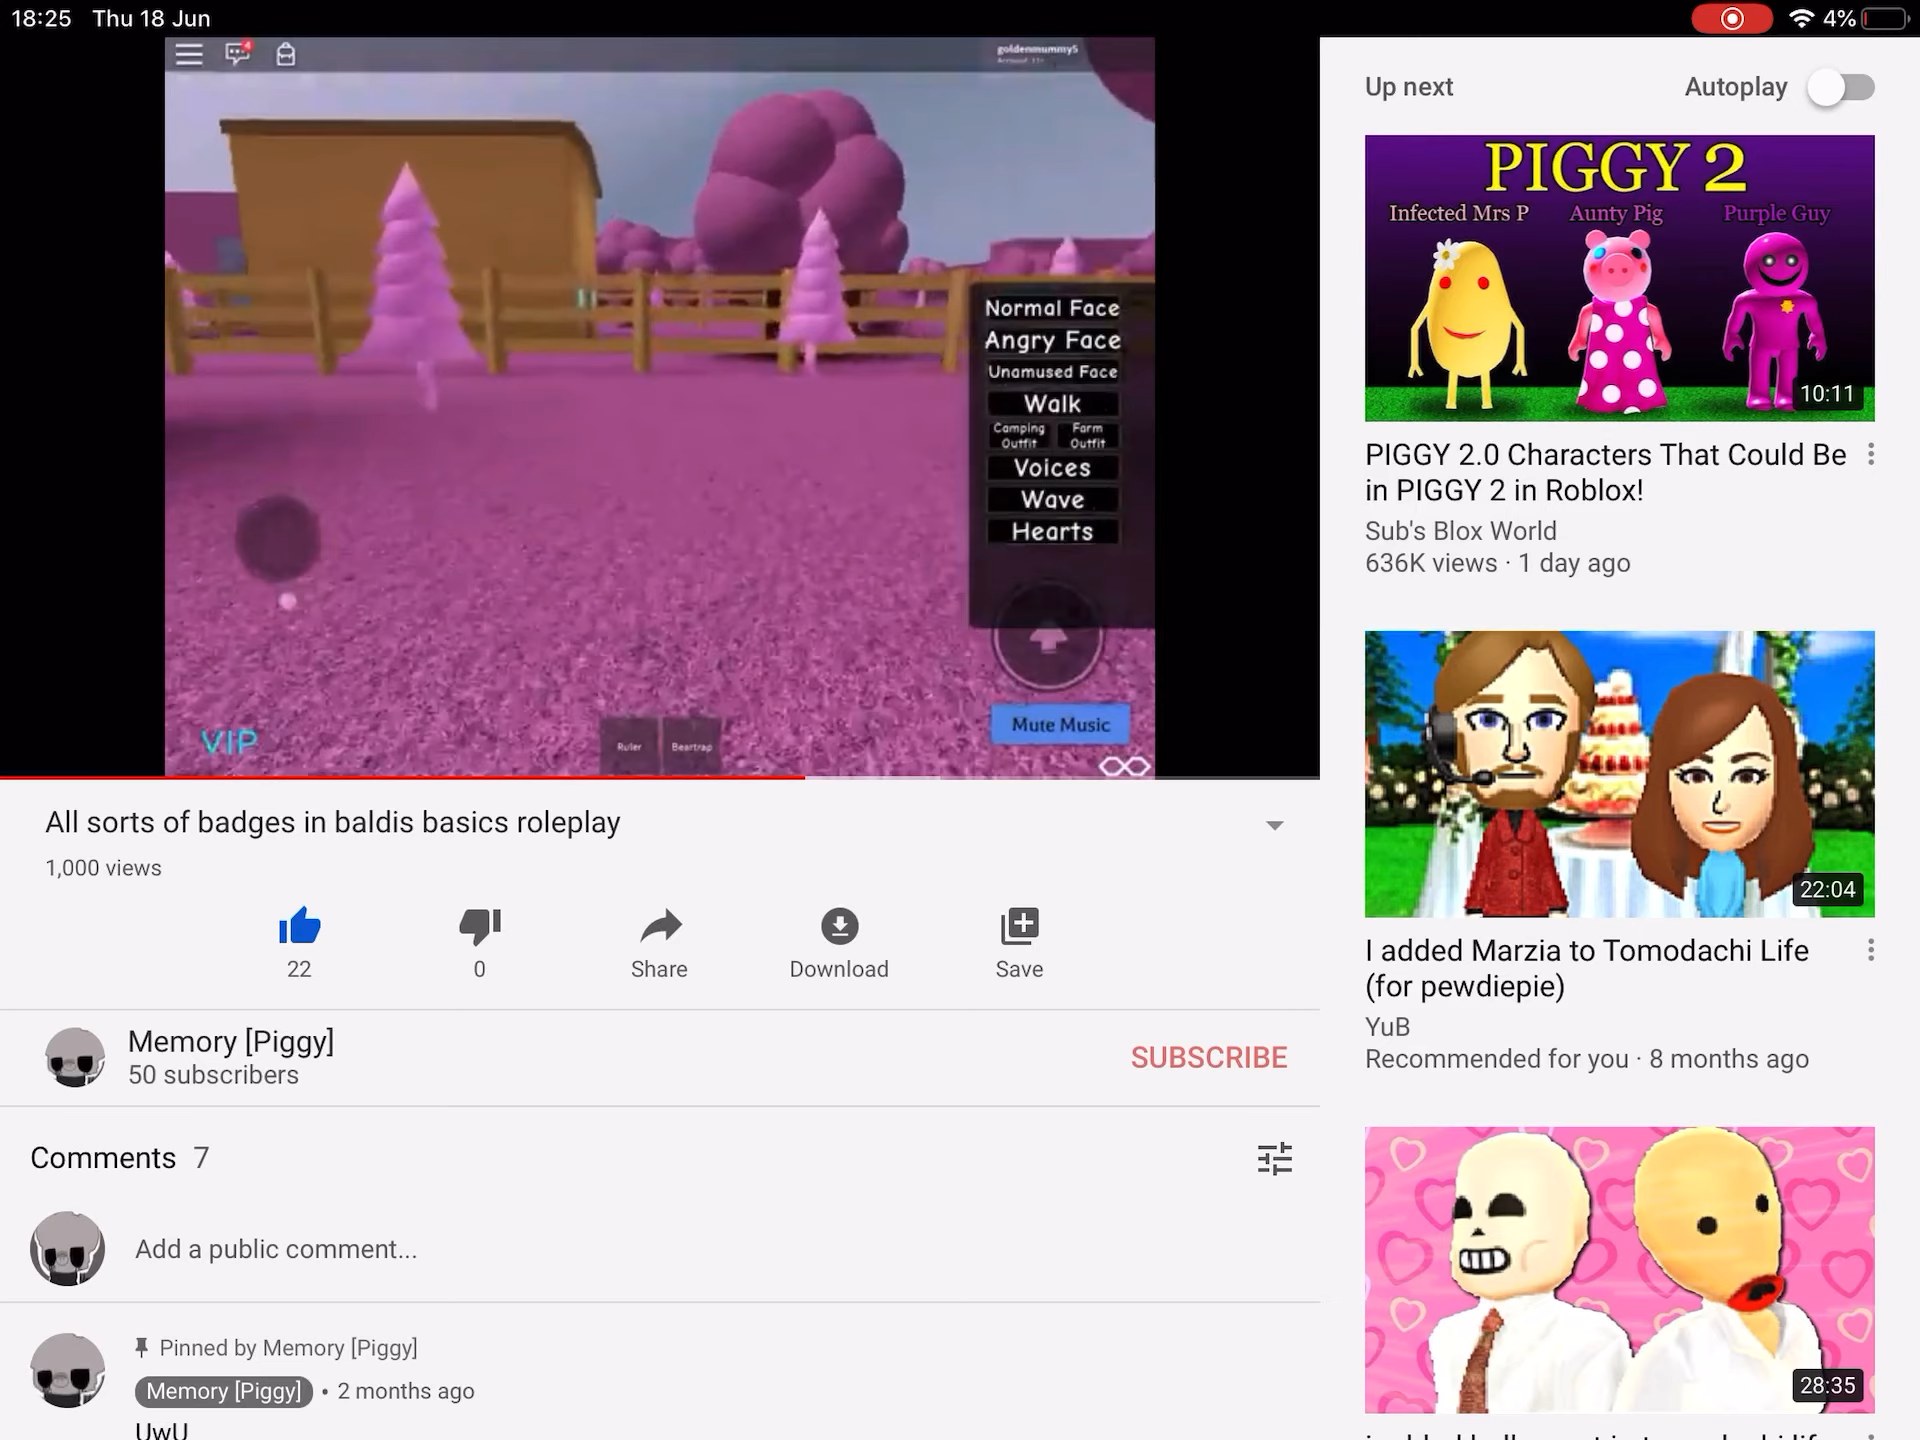 18:25 Thu 18 Jun
4%
goldenmummy5
Normal Face
Angry Face
Unamused Face
Walk
Camping Outfit
Farm Outfit
Voices
Wave
Hearts
Mute Music
VIP
Ruler
Beartrap
All sorts of badges in baldis basics roleplay
1,000 views
22
0
Share
Download
Save
Memory [Piggy]
50 subscribers
SUBSCRIBE
Comments 7
Add a public comment...
Pinned by Memory [Piggy]
Memory [Piggy] • 2 months ago
UwU
Up next
Autoplay
PIGGY 2
Infected Mrs P
Aunty Pig
Purple Guy
10:11
PIGGY 2.0 Characters That Could Be
in PIGGY 2 in Roblox!
Sub's Blox World
636K views · 1 day ago
22:04
I added Marzia to Tomodachi Life
(for pewdiepie)
YuB
Recommended for you · 8 months ago
28:35